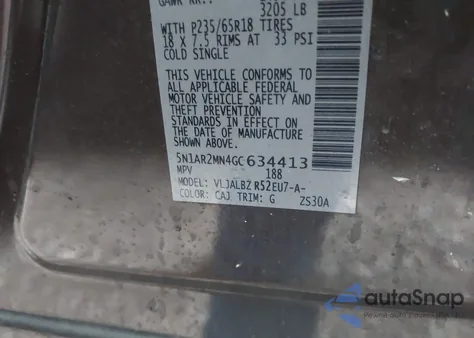 GAWR RR.:
3205 LB
WITH P235/65R18 TIRES
18 X 7.5 RIMS AT 33 PSI
COLD SINGLE
THIS VEHICLE CONFORMS TO
ALL APPLICABLE FEDERAL
MOTOR VEHICLE SAFETY AND
THEFT PREVENTION
STANDARDS IN EFFECT ON
THE DATE OF MANUFACTURE
SHOWN ABOVE.
5N1AR2MN4GC634413
MPV 188
MODEL: VLJALBZ R52EU7-A-
COLOR: CAJ TRIM: G ZS30A
autoSnap